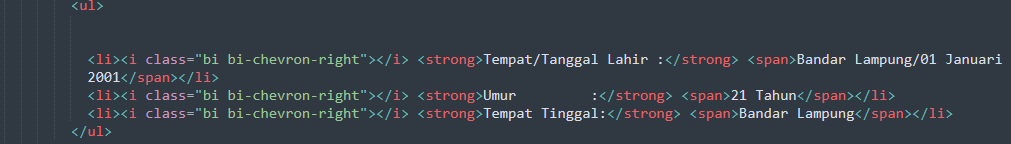 <ul>
<li><i class="bi bi-chevron-right"></i> <strong>Tempat/Tanggal Lahir :</strong> <span>Bandar Lampung/01 Januari
2001</span></li>
<li><i class="bi bi-chevron-right"></i> <strong>Umur         :</strong> <span>21 Tahun</span></li>
<li><i class="bi bi-chevron-right"></i> <strong>Tempat Tinggal:</strong> <span>Bandar Lampung</span></li>
</ul>